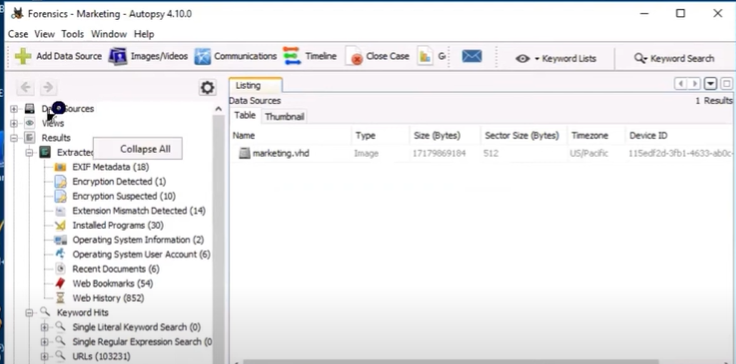 Forensics - Marketing - Autopsy 4.10.0
Case View Tools Window Help
Add Data Source Images/Videos Communications Timeline Close Case G Keyword Lists Keyword Search
Listing
Data Sources 1 Results
Table Thumbnail
Name Type Size (Bytes) Sector Size (Bytes) Timezone Device ID
marketing.vhd Image 17179869184 512 US/Pacific 115edf2d-3fb1-4633-ab0c-
Sources
Views
Results
Collapse All
EXIF Metadata (18)
Encryption Detected (1)
Encryption Suspected (10)
Extension Mismatch Detected (14)
Installed Programs (30)
Operating System Information (2)
Operating System User Account (6)
Recent Documents (6)
Web Bookmarks (54)
Web History (852)
Keyword Hits
Single Literal Keyword Search (0)
Single Regular Expression Search (0
URLs (103231)